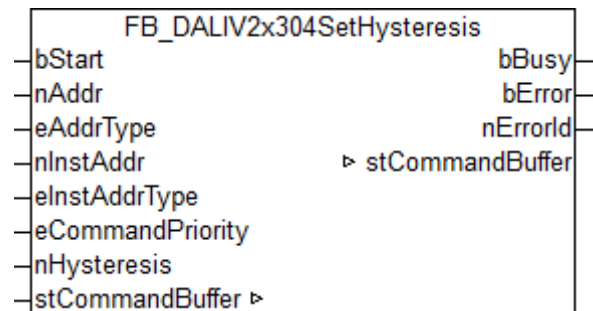 FB_DALIV2x304SetHysteresis
bStart bBusy
nAddr bError
eAddrType nErrorId
nInstAddr ▷ stCommandBuffer
eInstAddrType
eCommandPriority
nHysteresis
stCommandBuffer ▷